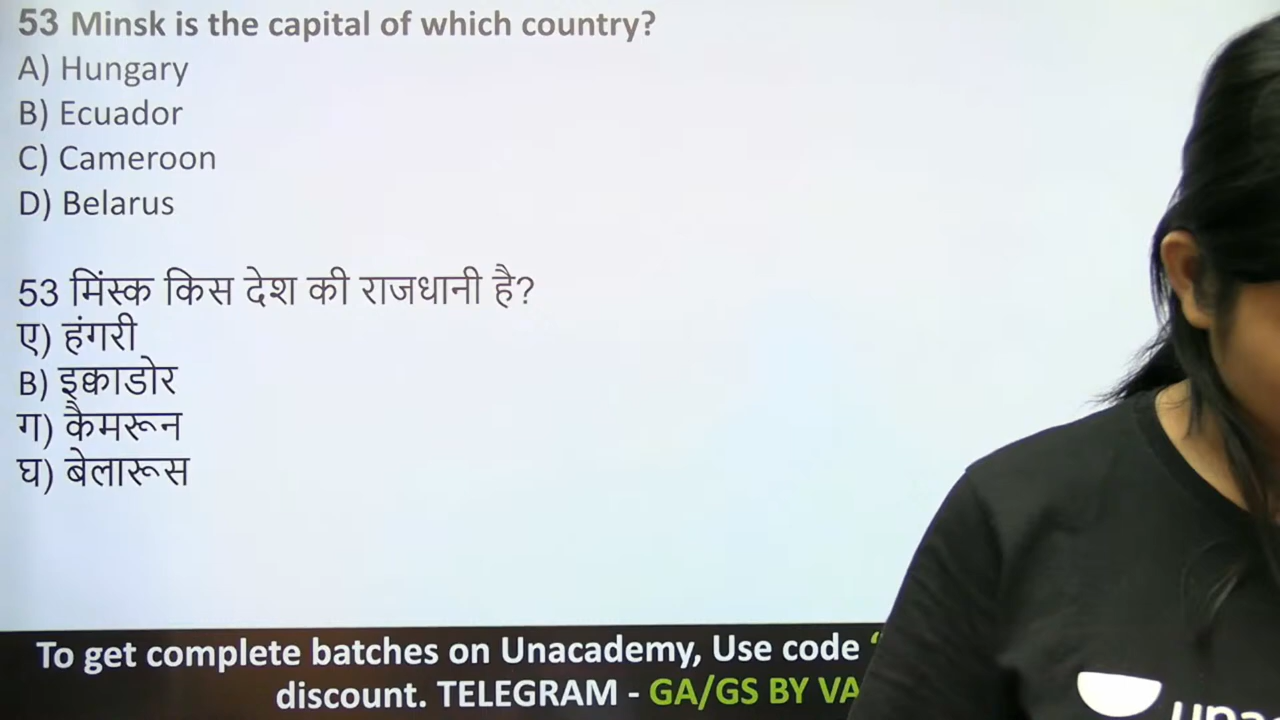 53 Minsk is the capital of which country?
A) Hungary
B) Ecuador
C) Cameroon
D) Belarus
53 मिंस्क किस देश की राजधानी है?
ए) हंगरी
B) इक्वाडोर
ग) कैमरून
घ) बेलारूस
To get complete batches on Unacademy, Use code
discount. TELEGRAM - GA/GS BY